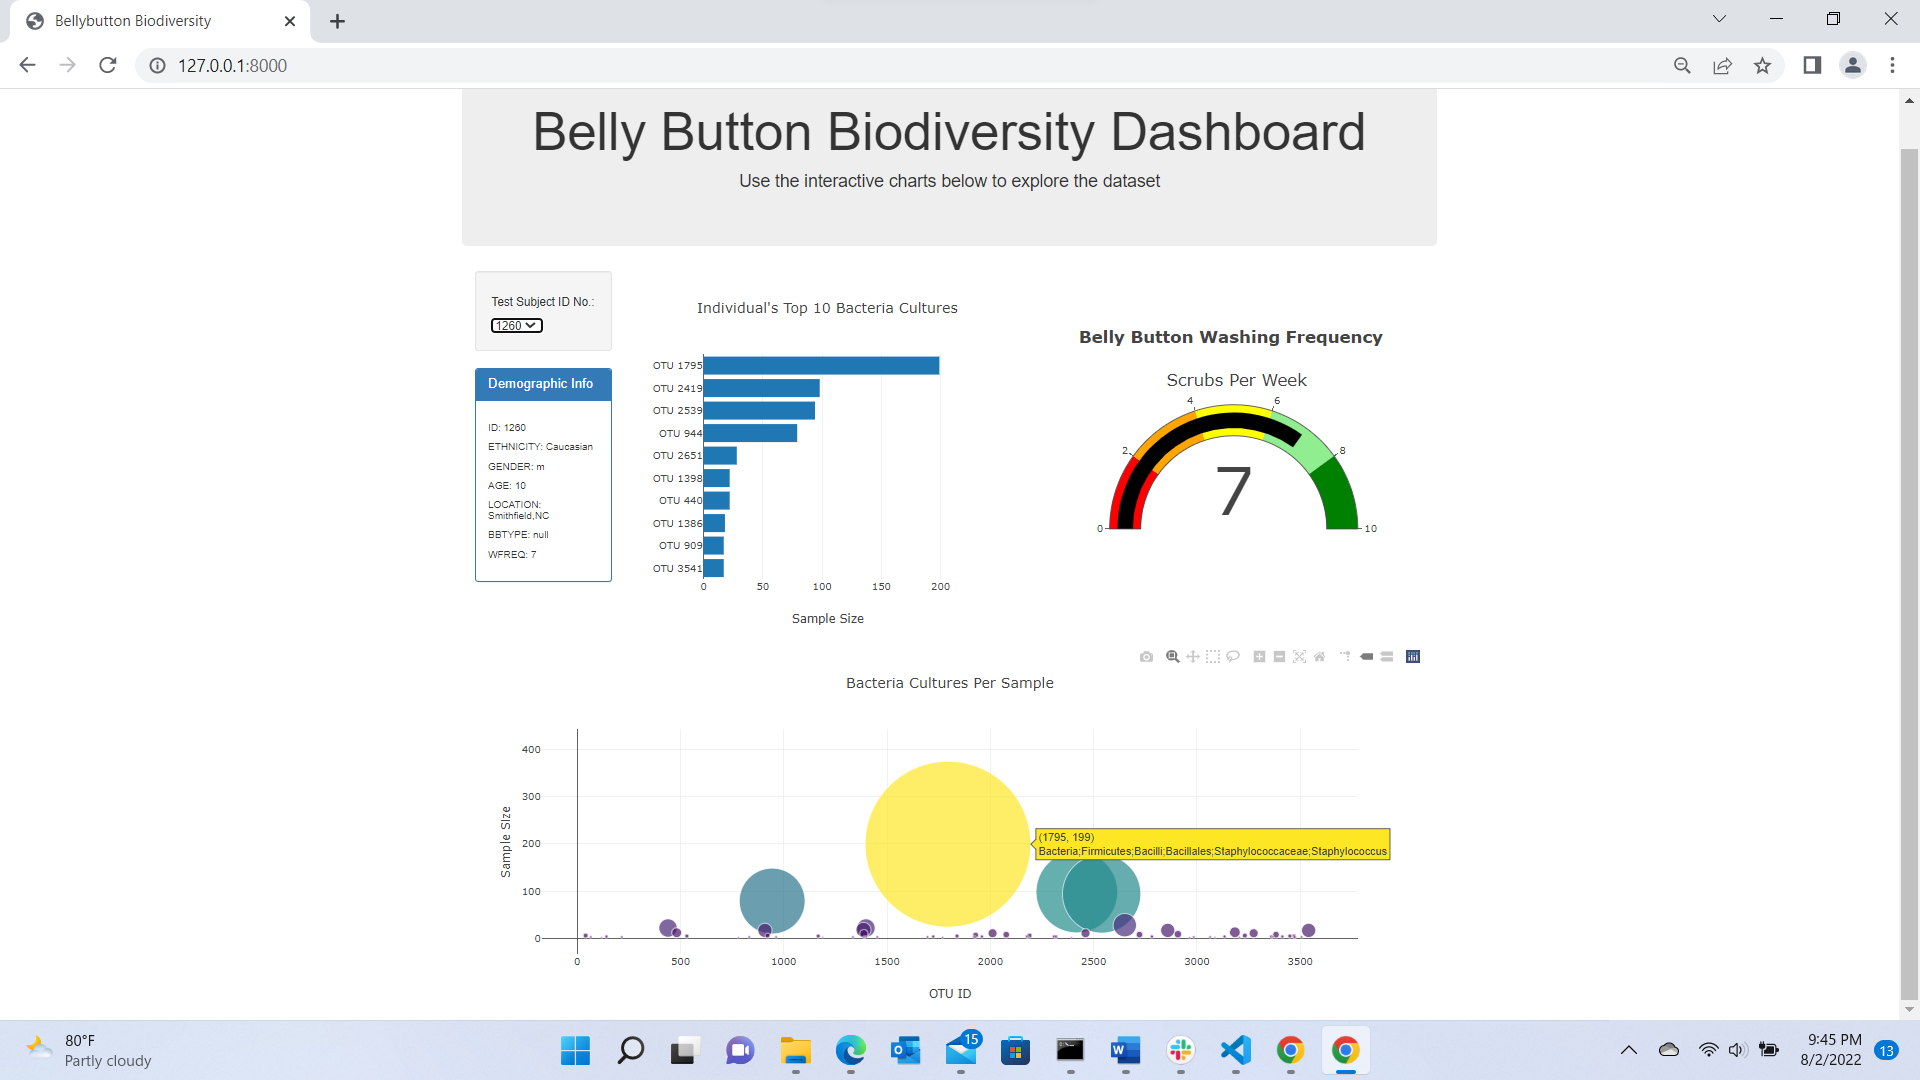 Bellybutton Biodiversity
127.0.0.1:8000
Belly Button Biodiversity Dashboard
Use the interactive charts below to explore the dataset
Test Subject ID No.:
1260
Demographic Info
ID: 1260
ETHNICITY: Caucasian
GENDER: m
AGE: 10
LOCATION:
Smithfield,NC
BBTYPE: null
WFREQ: 7
Individual's Top 10 Bacteria Cultures
OTU 1795
OTU 2419
OTU 2539
OTU 944
OTU 2651
OTU 1398
OTU 440
OTU 1386
OTU 909
OTU 3541
0 50 100 150 200
Sample Size
Belly Button Washing Frequency
Scrubs Per Week
4 6
2 8
7
0 10
Bacteria Cultures Per Sample
Sample Size
400
300
200
100
0
(1795, 199)
Bacteria;Firmicutes;Bacilli;Bacillales;Staphylococcaceae;Staphylococcus
0 500 1000 1500 2000 2500 3000 3500
OTU ID
80°F
Partly cloudy
15
9:45 PM
8/2/2022
13